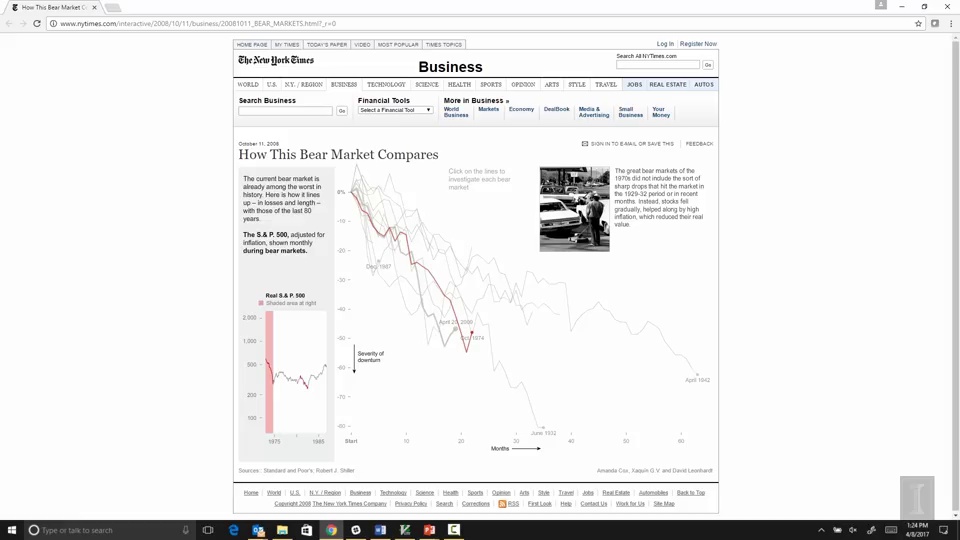 How This Bear Market C
www.nytimes.com/interactive/2008/10/11/business/20081011_BEAR_MARKETS.html?_r=0
HOME PAGE MY TIMES TODAY'S PAPER VIDEO MOST POPULAR TIMES TOPICS
Log In Register Now
The New York Times
Business
Search All NYTimes.com
Go
WORLD U.S. N.Y. / REGION BUSINESS TECHNOLOGY SCIENCE HEALTH SPORTS OPINION ARTS STYLE TRAVEL JOBS REAL ESTATE AUTOS
Search Business
Go
Financial Tools
Select a Financial Tool
More in Business »
World Business
Markets
Economy
DealBook
Media & Advertising
Small Business
Your Money
October 11, 2008
SIGN IN TO E-MAIL OR SAVE THIS FEEDBACK
How This Bear Market Compares
The current bear market is
already among the worst in
history. Here is how it lines
up – in losses and length –
with those of the last 80
years.
The S.& P. 500, adjusted for
inflation, shown monthly
during bear markets.
Real S.& P. 500
Shaded area at right
2,000
1,000
500
200
100
1975 1985
Click on the lines to
investigate each bear
market
0%
-10
-20
-30
-40
-50
-60
-70
-80
Dec. 1987
Oct. 1974
April 1942
June 1932
Severity of
downturn
Start 10 20 30 40 50 60
Months
The great bear markets of the
1970s did not include the sort of
sharp drops that hit the market in
the 1929-32 period or in recent
months. Instead, stocks fell
gradually, helped along by high
inflation, which reduced their real
value.
Sources: Standard and Poor's, Robert J. Shiller
Amanda Cox, Xaquín G.V. and David Leonhardt
Home World U.S. N.Y. / Region Business Technology Science Health Sports Opinion Arts Style Travel Jobs Real Estate Automobiles Back to Top
Copyright 2008 The New York Times Company Privacy Policy Search Corrections RSS First Look Help Contact Us Work for Us Site Map
Type or talk to search
1:24 PM
4/8/2017